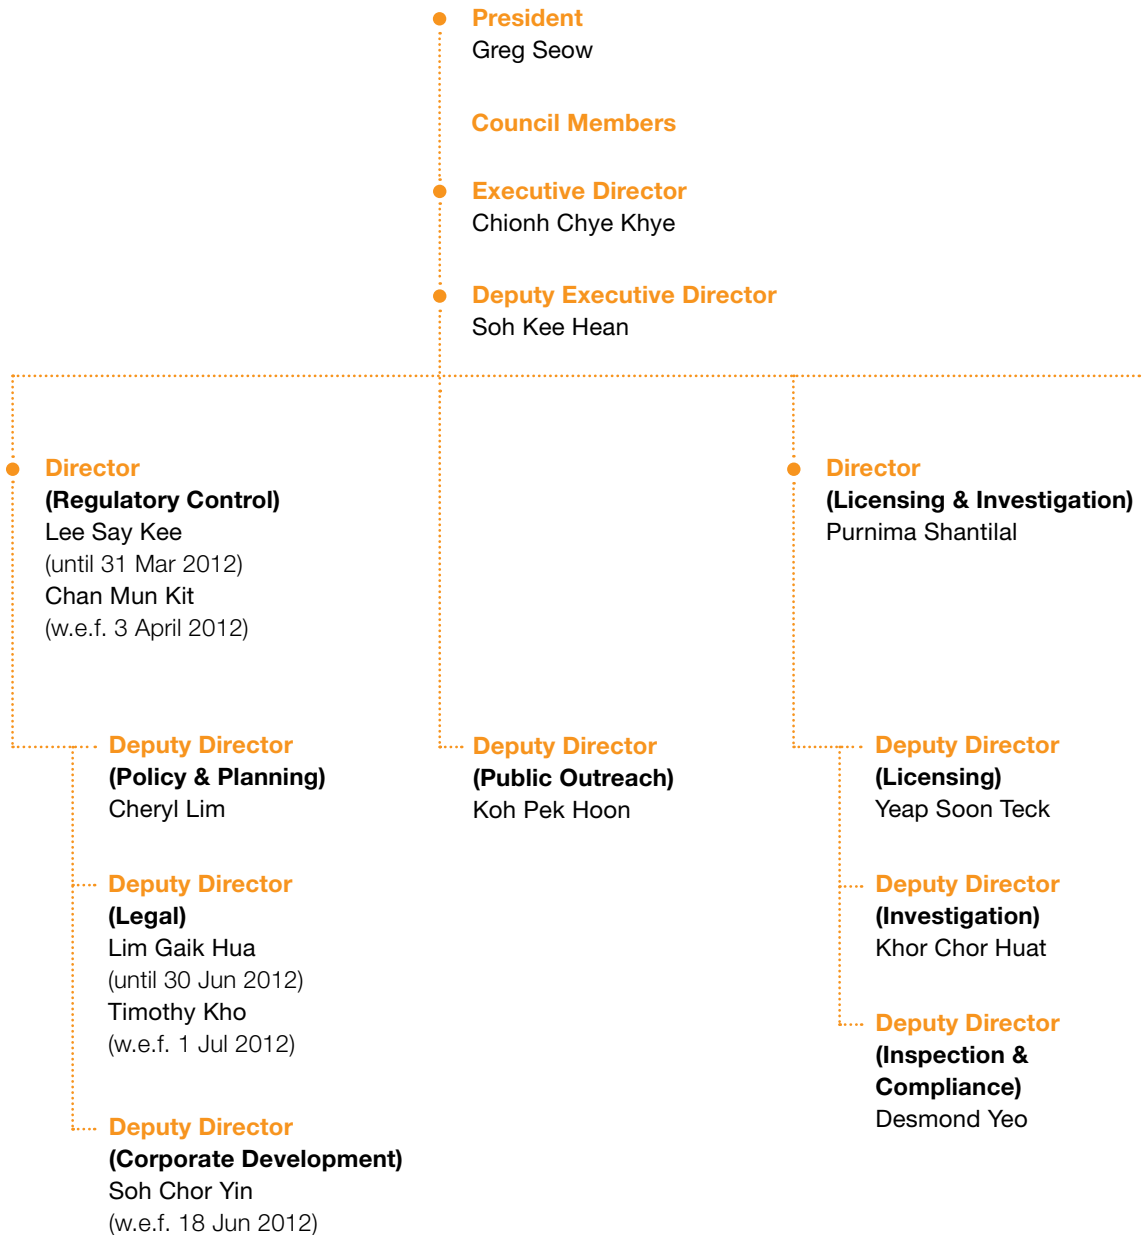 President
Greg Seow
Council Members
Executive Director
Chionh Chye Khye
Deputy Executive Director
Soh Kee Hean
Director
(Regulatory Control)
Lee Say Kee
(until 31 Mar 2012)
Chan Mun Kit
(w.e.f. 3 April 2012)
Director
(Licensing & Investigation)
Purnima Shantilal
Deputy Director
(Policy & Planning)
Cheryl Lim
Deputy Director
(Legal)
Lim Gaik Hua
(until 30 Jun 2012)
Timothy Kho
(w.e.f. 1 Jul 2012)
Deputy Director
(Corporate Development)
Soh Chor Yin
(w.e.f. 18 Jun 2012)
Deputy Director
(Public Outreach)
Koh Pek Hoon
Deputy Director
(Licensing)
Yeap Soon Teck
Deputy Director
(Investigation)
Khor Chor Huat
Deputy Director
(Inspection &
Compliance)
Desmond Yeo